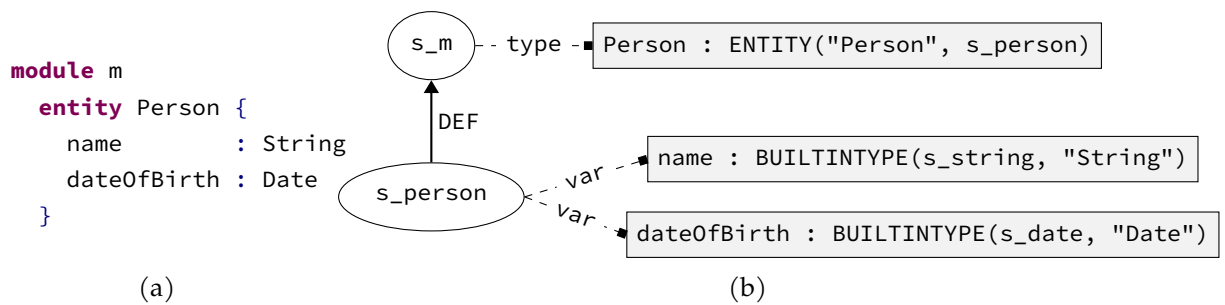 module m
entity Person {
name : String
dateOfBirth : Date
}
(a)
s_m
type
Person : ENTITY("Person", s_person)
DEF
s_person
var
name : BUILTINTYPE(s_string, "String")
var
dateOfBirth : BUILTINTYPE(s_date, "Date")
(b)